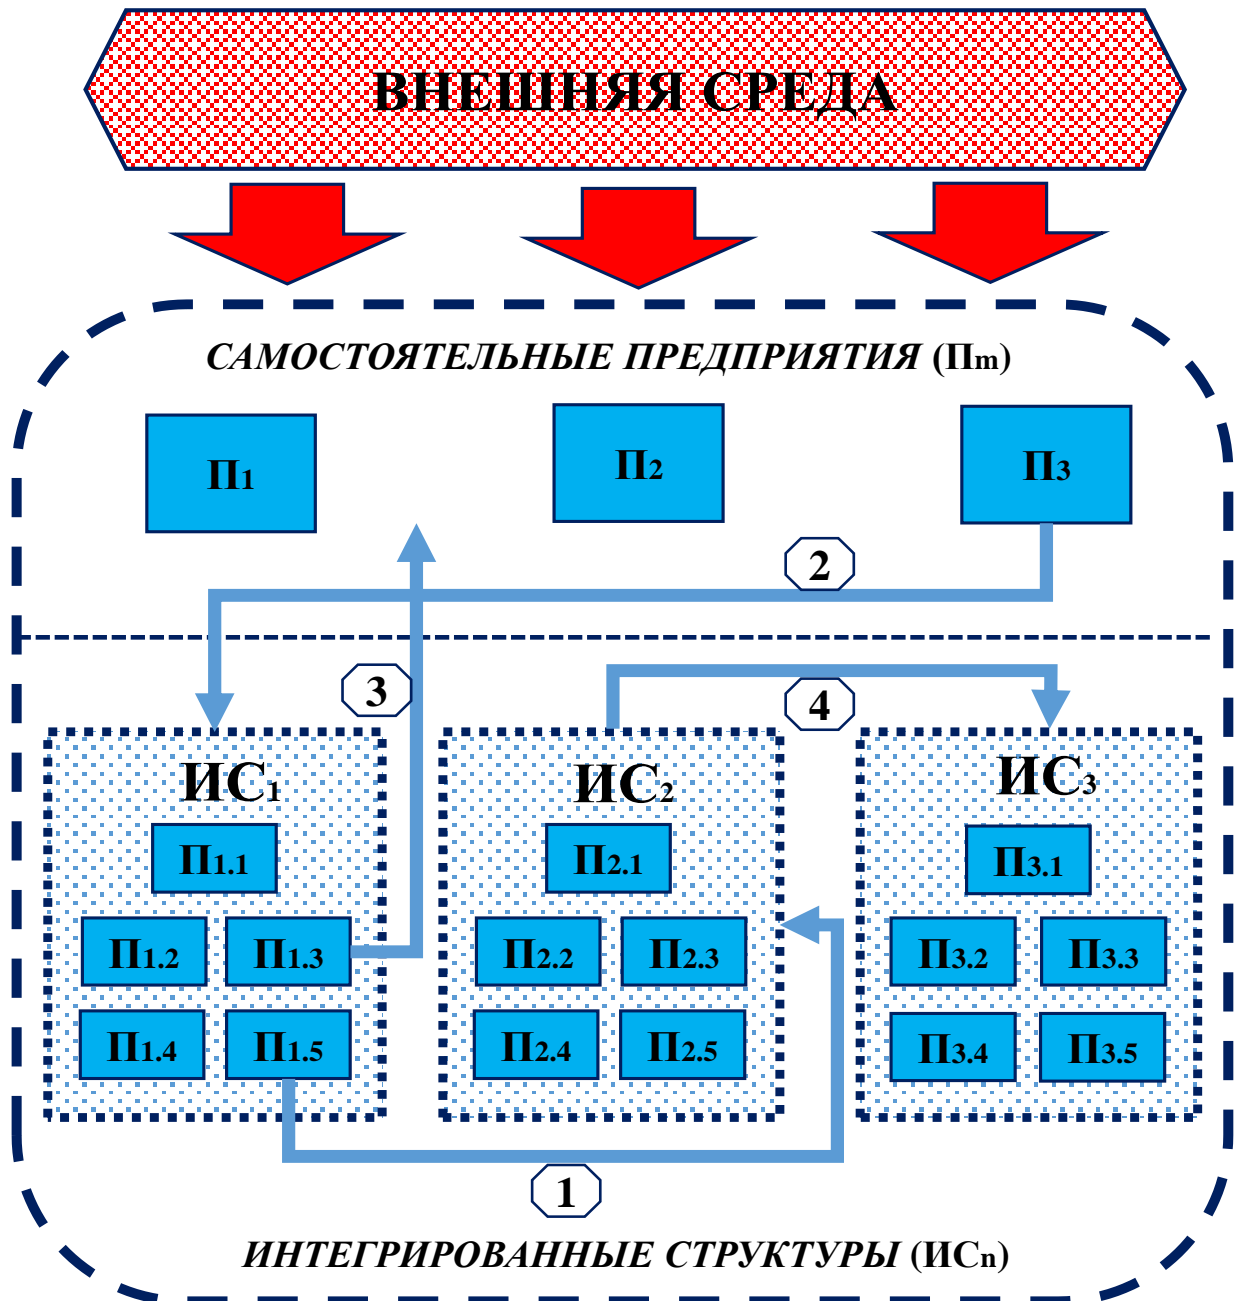 ВНЕШНЯЯ СРЕДА
САМОСТОЯТЕЛЬНЫЕ ПРЕДПРИЯТИЯ (Пm)
П1
П2
П3
2
3
4
ИС1
ИС2
ИС3
П1.1
П2.1
П3.1
П1.2
П1.3
П2.2
П2.3
П3.2
П3.3
П1.4
П1.5
П2.4
П2.5
П3.4
П3.5
1
ИНТЕГРИРОВАННЫЕ СТРУКТУРЫ (ИСn)